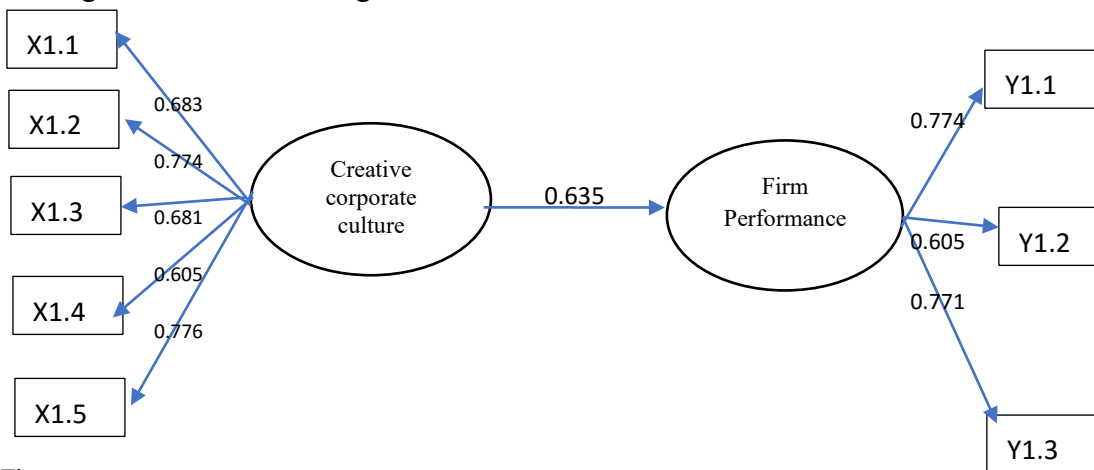 X1.1
X1.2
X1.3
X1.4
X1.5
0.683
0.774
0.681
0.605
0.776
Creative
corporate
culture
0.635
Firm
Performance
0.774
0.605
0.771
Y1.1
Y1.2
Y1.3